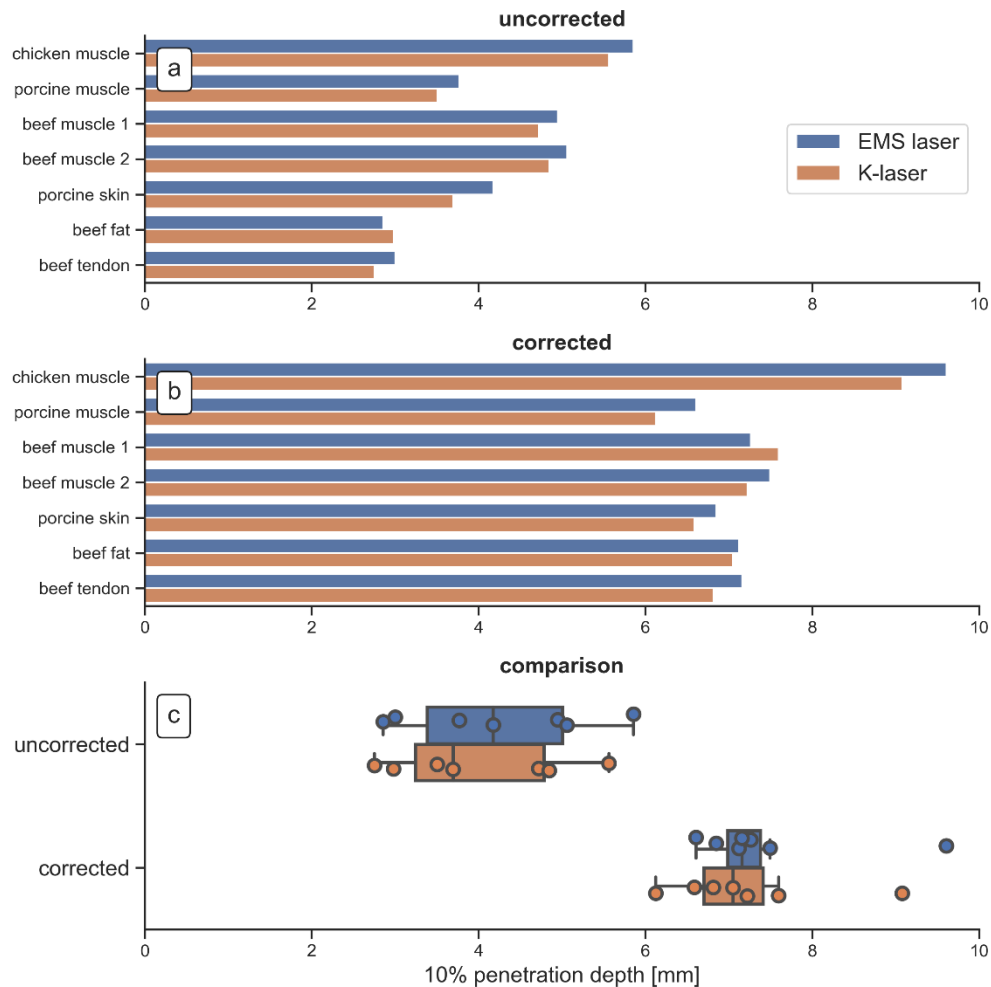 uncorrected
a
chicken muscle
porcine muscle
beef muscle 1
beef muscle 2
porcine skin
beef fat
beef tendon
EMS laser
K-laser
0 2 4 6 8 10
corrected
b
chicken muscle
porcine muscle
beef muscle 1
beef muscle 2
porcine skin
beef fat
beef tendon
0 2 4 6 8 10
comparison
c
uncorrected
corrected
0 2 4 6 8 10
10% penetration depth [mm]